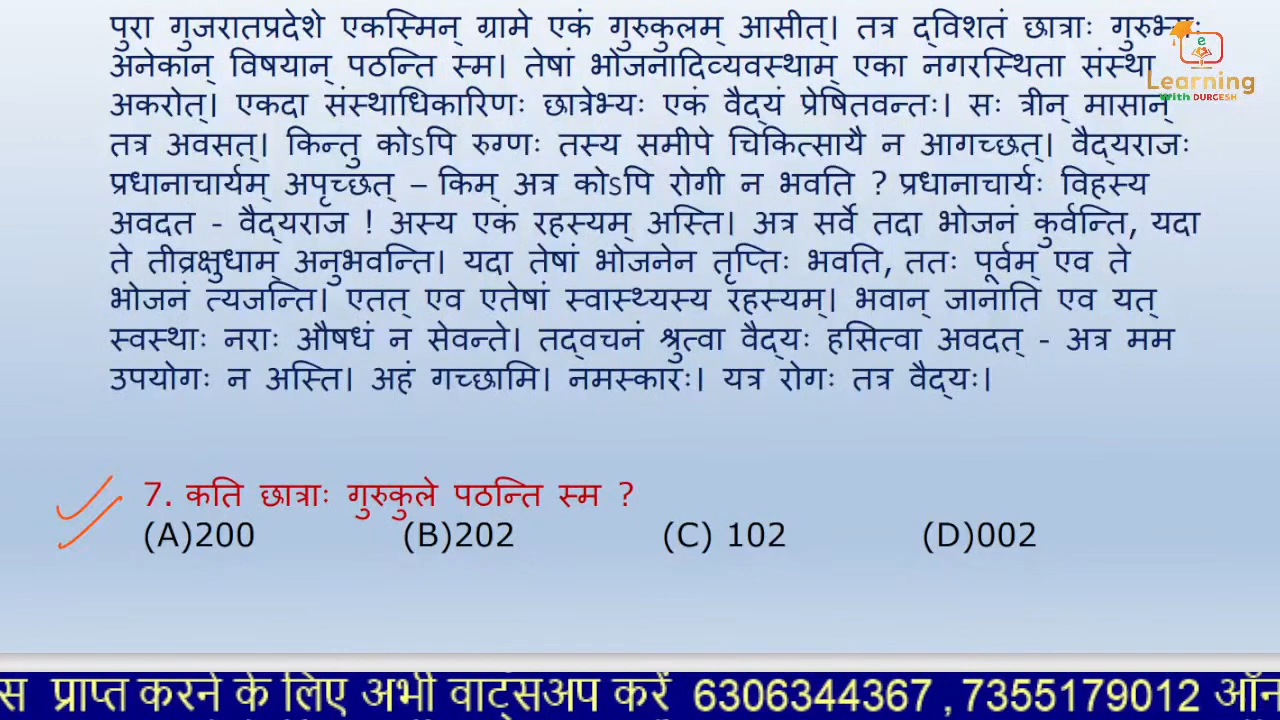 पुरा गुजरातप्रदेशे एकस्मिन् ग्रामे एकं गुरुकुलम् आसीत्। तत्र द्विशतं छात्राः गुरुभ्यः
अनेकान् विषयान् पठन्ति स्म। तेषां भोजनादिव्यवस्थाम् एका नगरस्थिता संस्था
अकरोत्। एकदा संस्थाधिकारिणः छात्रेभ्यः एकं वैद्यं प्रेषितवन्तः। सः त्रीन् मासान्
तत्र अवसत्। किन्तु कोऽपि रुग्णः तस्य समीपे चिकित्सायै न आगच्छत्। वैद्यराजः
प्रधानाचार्यम् अपृच्छत् – किम् अत्र कोऽपि रोगी न भवति ? प्रधानाचार्यः विहस्य
अवदत - वैद्यराज ! अस्य एकं रहस्यम् अस्ति। अत्र सर्वे तदा भोजनं कुर्वन्ति, यदा
ते तीव्रक्षुधाम् अनुभवन्ति। यदा तेषां भोजनेन तृप्तिः भवति, ततः पूर्वम् एव ते
भोजनं त्यजन्ति। एतत् एव एतेषां स्वास्थ्यस्य रहस्यम्। भवान् जानाति एव यत्
स्वस्थाः नराः औषधं न सेवन्ते। तद्वचनं श्रुत्वा वैद्यः हसित्वा अवदत् - अत्र मम
उपयोगः न अस्ति। अहं गच्छामि। नमस्कारः। यत्र रोगः तत्र वैद्यः।
e
Learning
With DURGESH
7. कति छात्राः गुरुकुले पठन्ति स्म ?
(A)200 (B)202 (C) 102 (D)002
स प्राप्त करने के लिए अभी वाट्सअप करें 6306344367 , 7355179012 ऑन